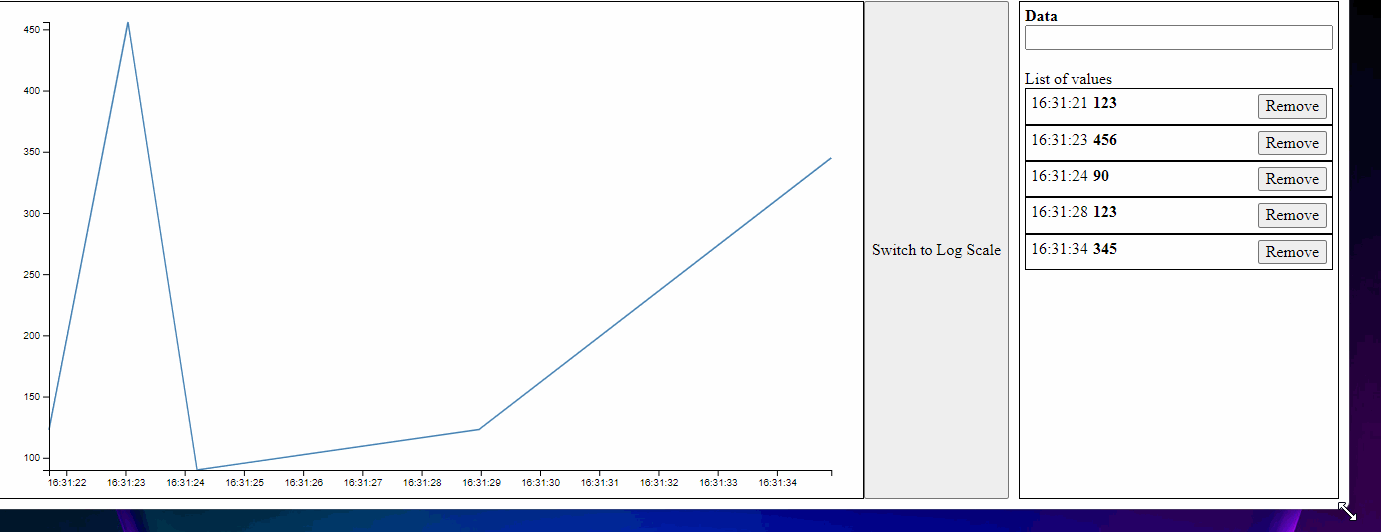 450
400
350
300
250
200
150
100
16:31:22 16:31:23 16:31:24 16:31:25 16:31:26 16:31:27 16:31:28 16:31:29 16:31:30 16:31:31 16:31:32 16:31:33 16:31:34
Switch to Log Scale
Data
List of values
16:31:21 123 Remove
16:31:23 456 Remove
16:31:24 90 Remove
16:31:28 123 Remove
16:31:34 345 Remove